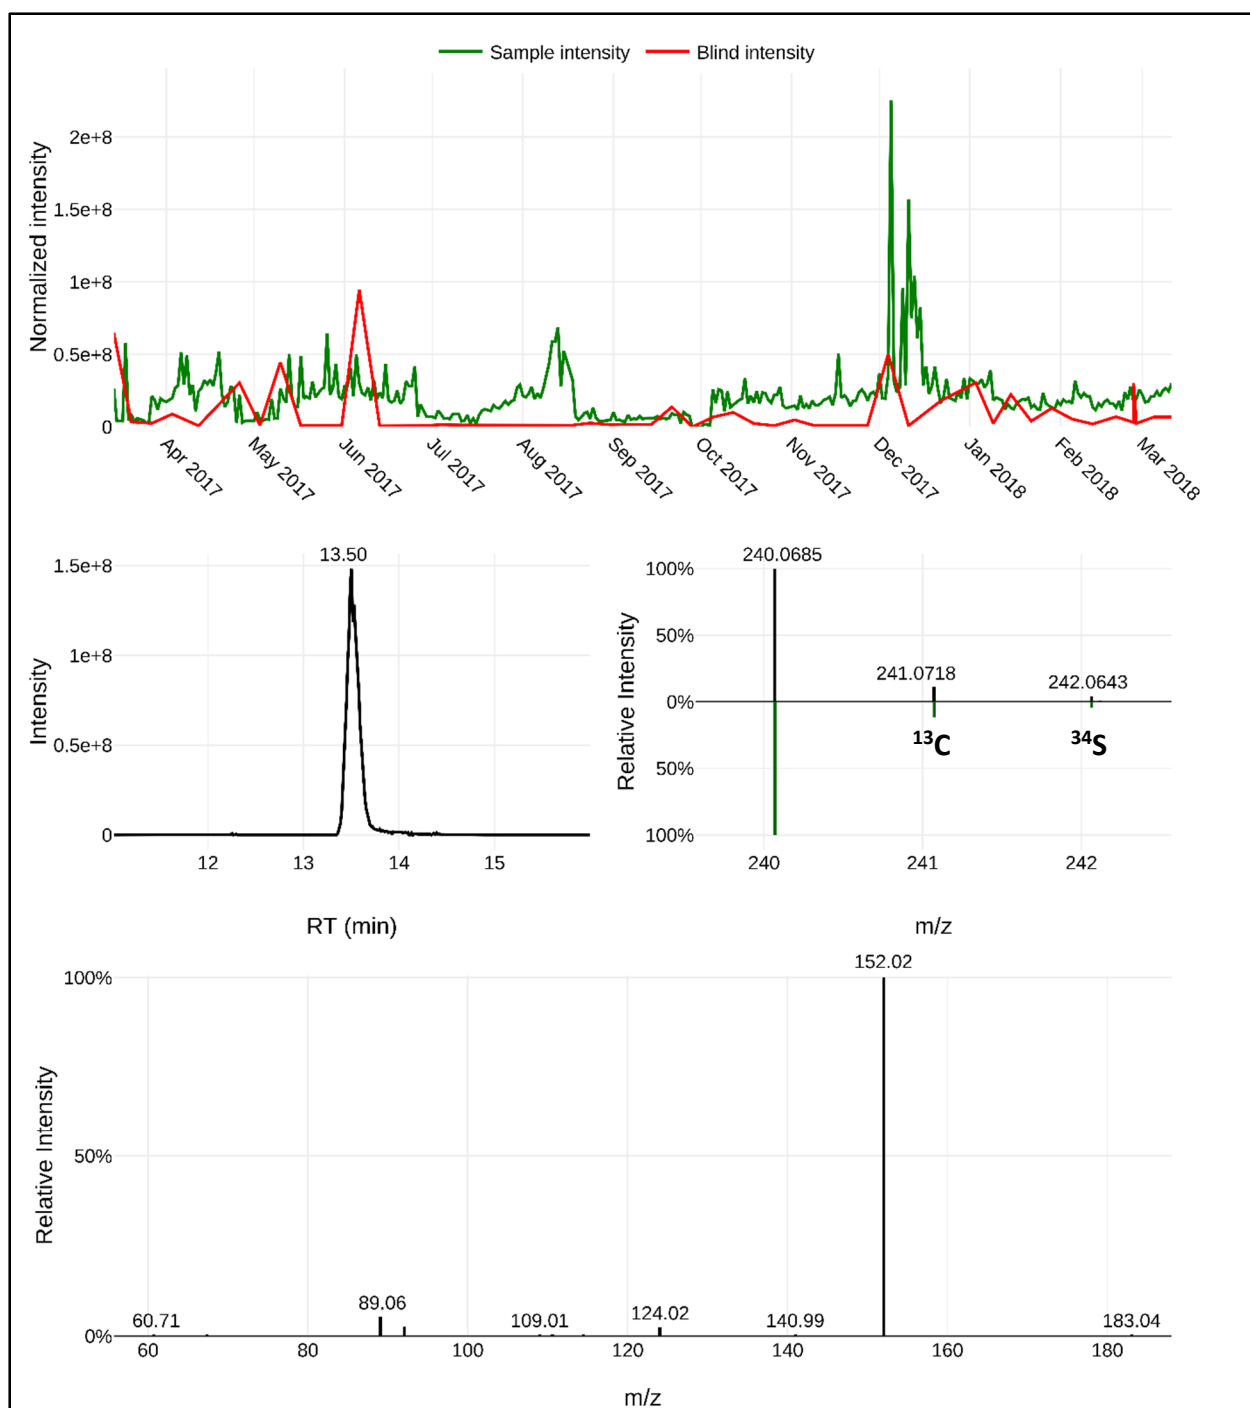 Sample intensity Blind intensity
Normalized intensity
2e+8
1.5e+8
1e+8
0.5e+8
0
Apr 2017 May 2017 Jun 2017 Jul 2017 Aug 2017 Sep 2017 Oct 2017 Nov 2017 Dec 2017 Jan 2018 Feb 2018 Mar 2018
Intensity
1.5e+8
1e+8
0.5e+8
0
13.50
12 13 14 15
RT (min)
Relative Intensity
100%
50%
0%
50%
100%
240.0685
241.0718
242.0643
¹³C
³⁴S
240 241 242
m/z
Relative Intensity
100%
50%
0%
152.02
60.71
89.06
109.01
124.02
140.99
183.04
60 80 100 120 140 160 180
m/z